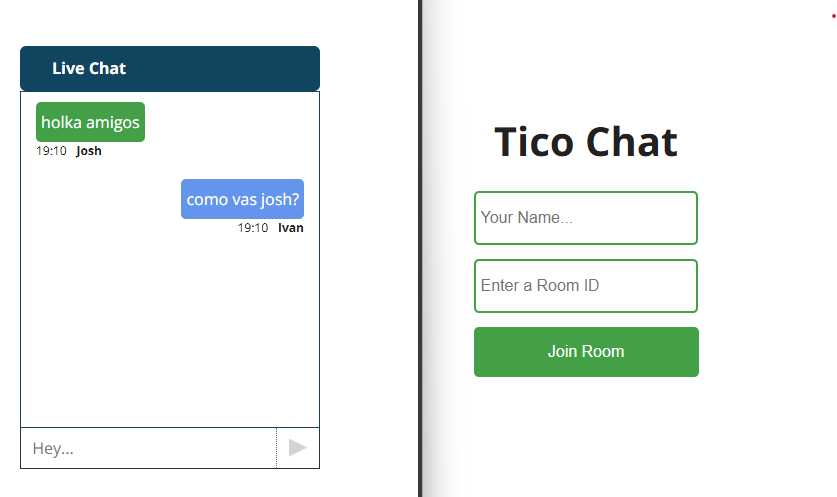 Live Chat
holka amigos
19:10 Josh
como vas josh?
19:10 Ivan
Hey...
Tico Chat
Your Name...
Enter a Room ID
Join Room